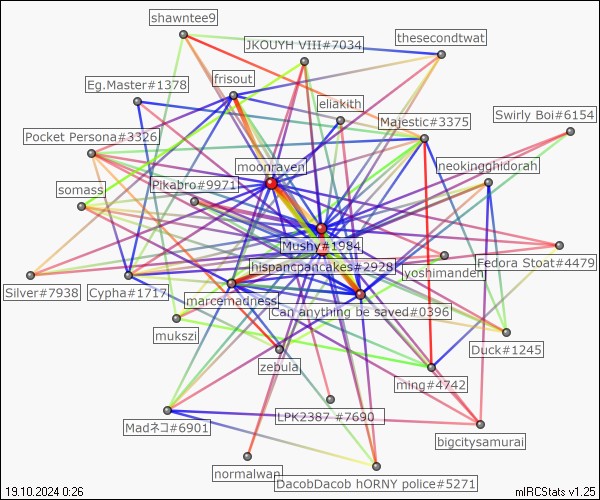 shawntee9
thesecondtwat
JKOUYH VIII#7034
frisout
Eg.Master#1378
eliakith
Swirly Boi#6154
Majestic#3375
Pocket Persona#3326
moonraven
neokingghidorah
Pikabro#9971
somass
Mushy#1984
Fedora Stoat#4479
hispancpancakes#2928
yoshimanden
Silver#7938
Cypha#1717
marcemadness
Can anything be saved#0396
mukszi
Duck#1245
zebula
ming#4742
LPK2387 #7690
Madネコ#6901
bigcitysamurai
normalwan
DacobDacob hORNY police#5271
19.10.2024 0:26
mIRCStats v1.25